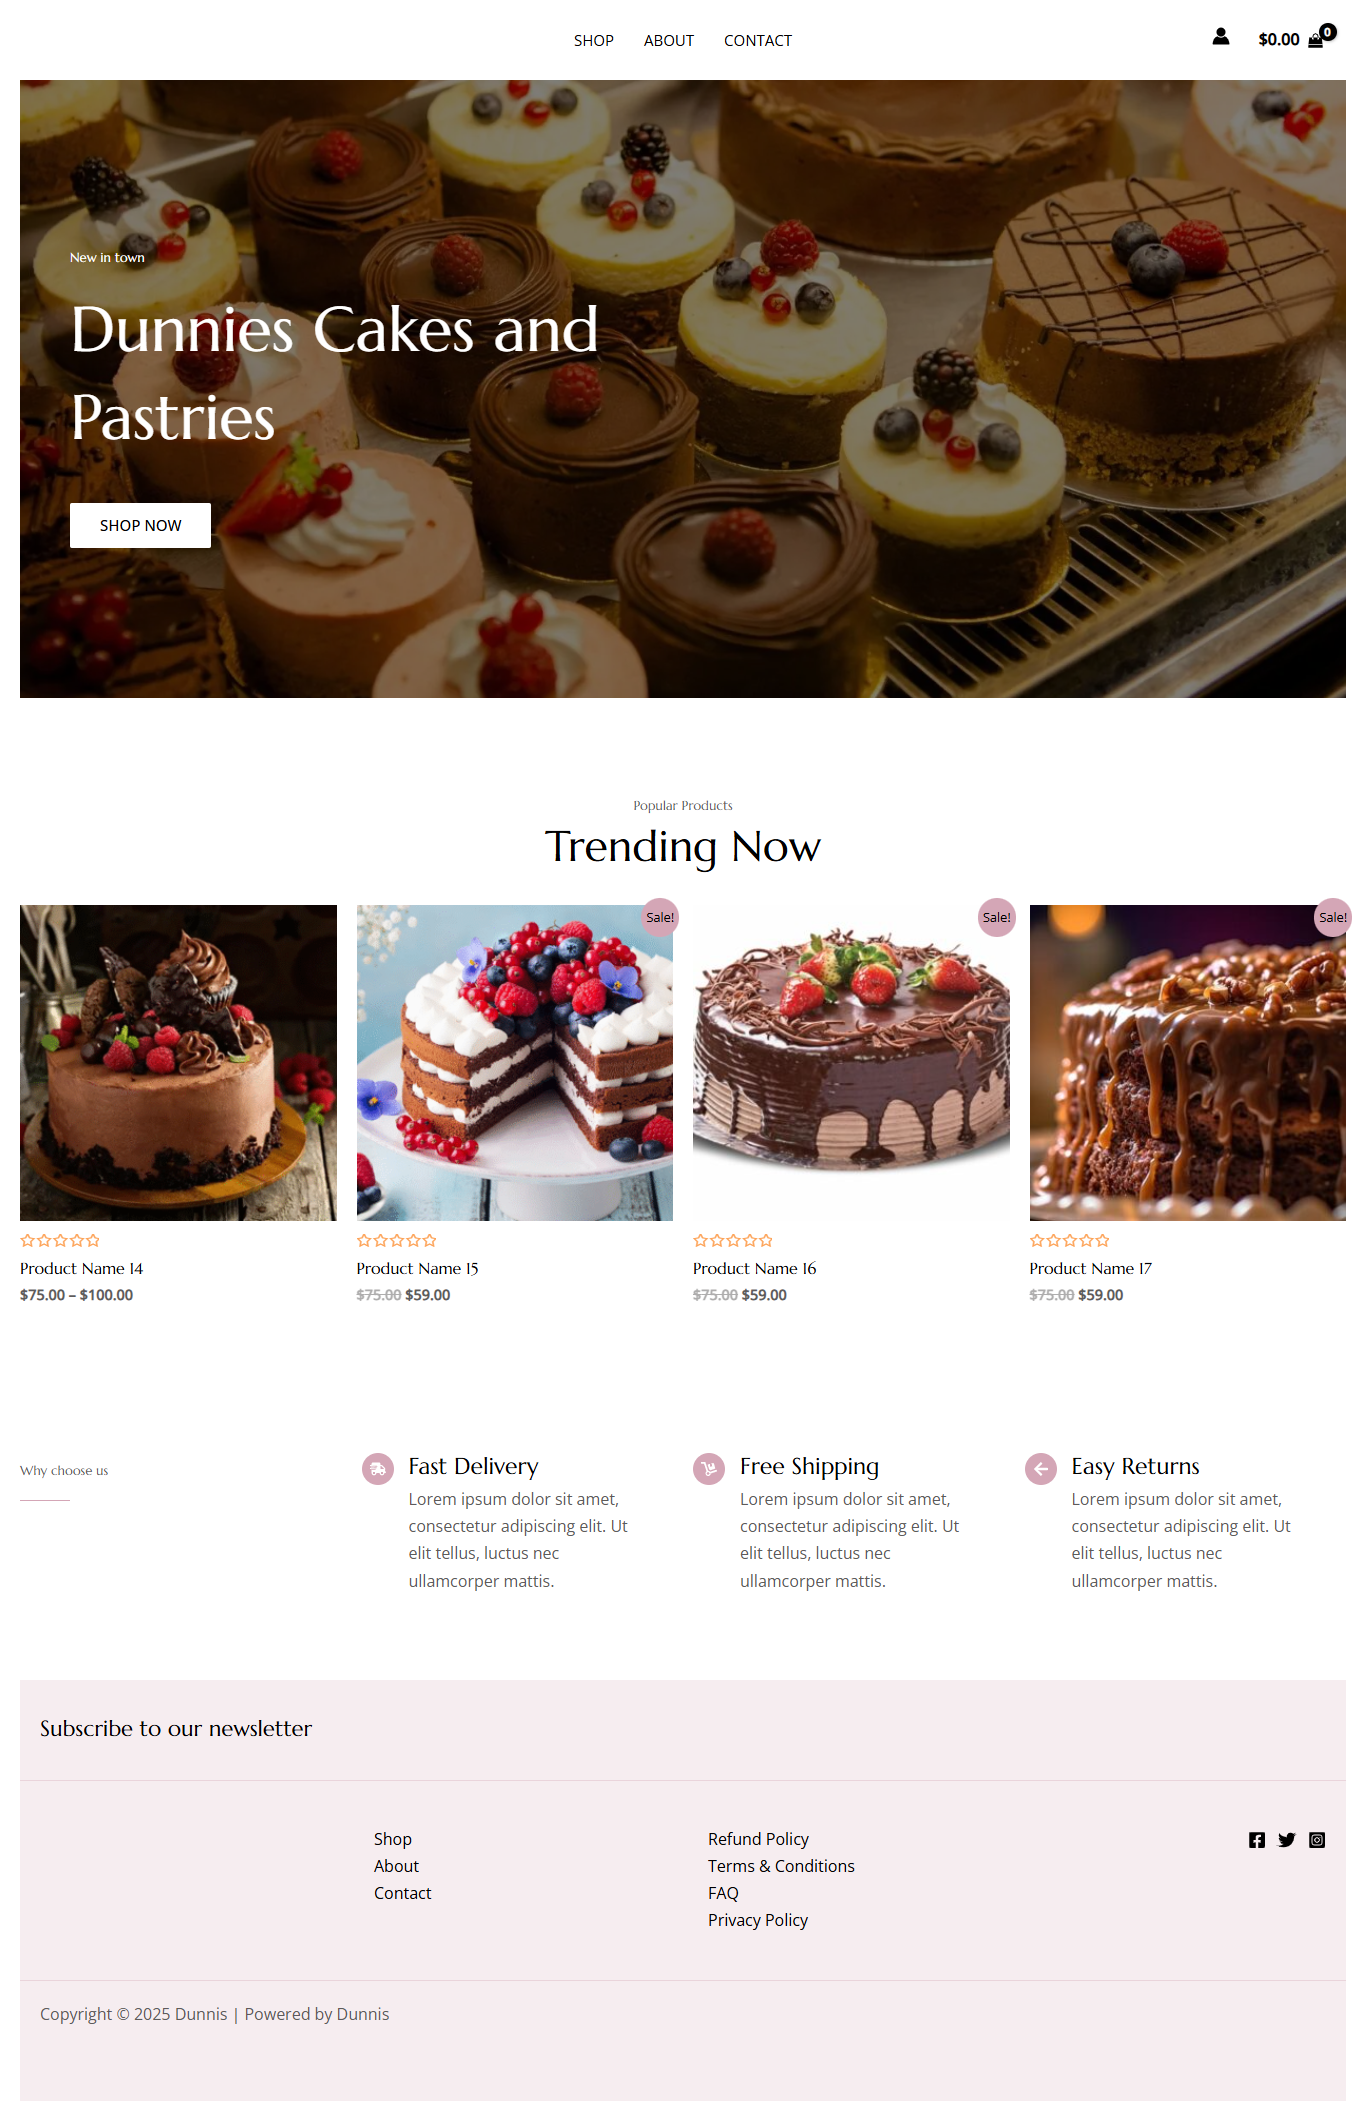 SHOP ABOUT CONTACT
$0.00 0
New in town
Dunnies Cakes and
Pastries
SHOP NOW
Popular Products
Trending Now
Sale!
Sale!
Sale!
Product Name 14
$75.00 – $100.00
Product Name 15
$75.00 $59.00
Product Name 16
$75.00 $59.00
Product Name 17
$75.00 $59.00
Why choose us
Fast Delivery
Lorem ipsum dolor sit amet,
consectetur adipiscing elit. Ut
elit tellus, luctus nec
ullamcorper mattis.
Free Shipping
Lorem ipsum dolor sit amet,
consectetur adipiscing elit. Ut
elit tellus, luctus nec
ullamcorper mattis.
Easy Returns
Lorem ipsum dolor sit amet,
consectetur adipiscing elit. Ut
elit tellus, luctus nec
ullamcorper mattis.
Subscribe to our newsletter
Shop
About
Contact
Refund Policy
Terms & Conditions
FAQ
Privacy Policy
Copyright © 2025 Dunnis | Powered by Dunnis